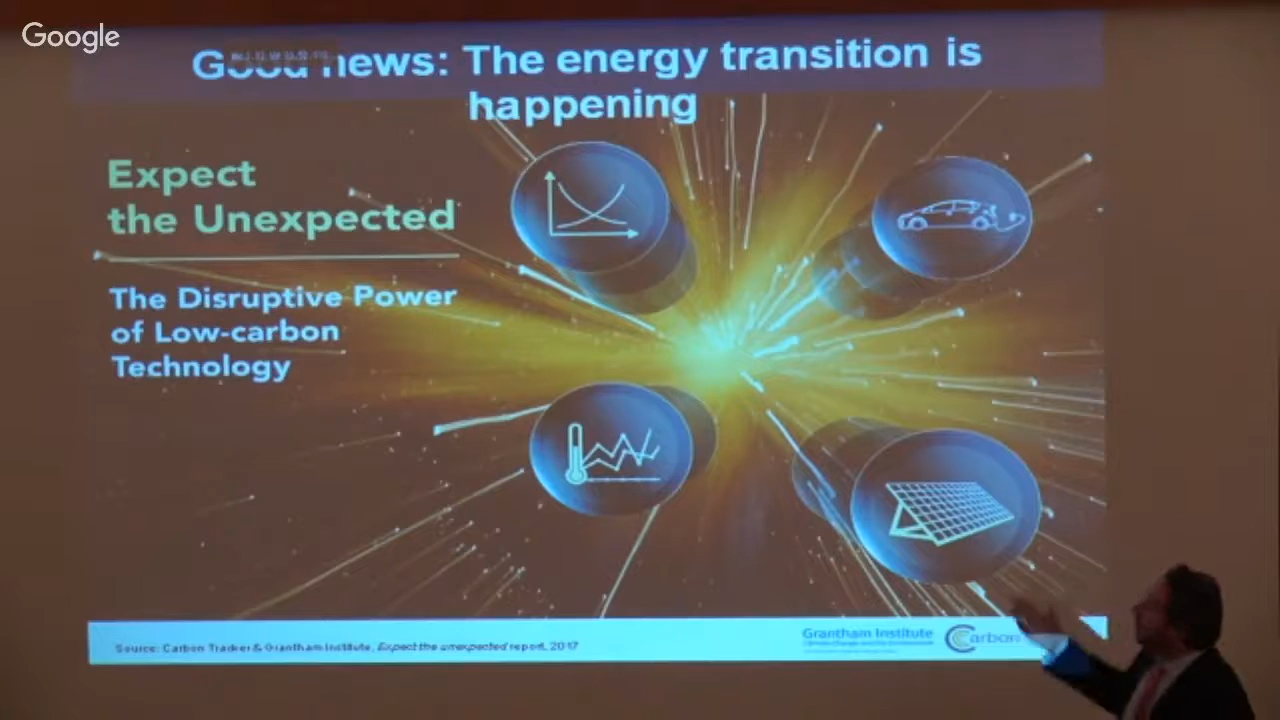 Google
Good news: The energy transition is
happening
Expect
the Unexpected
The Disruptive Power
of Low-carbon
Technology
Source: Carbon Tracker & Grantham Institute, Expect the unexpected report, 2017
Grantham Institute
Carbon